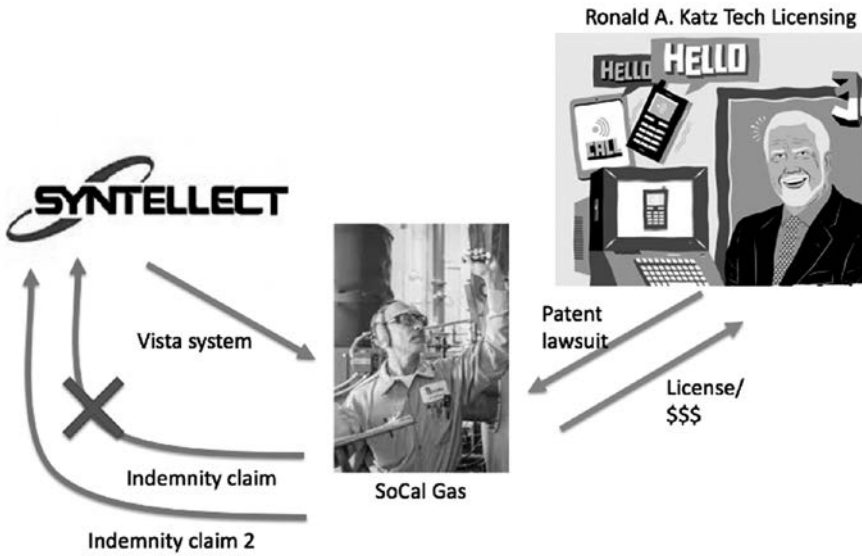 Ronald A. Katz Tech Licensing
HELLO
HELLO
CALL
SYNTELLECT
Vista system
Patent
lawsuit
License/
$$$
Indemnity claim
SoCal Gas
Indemnity claim 2